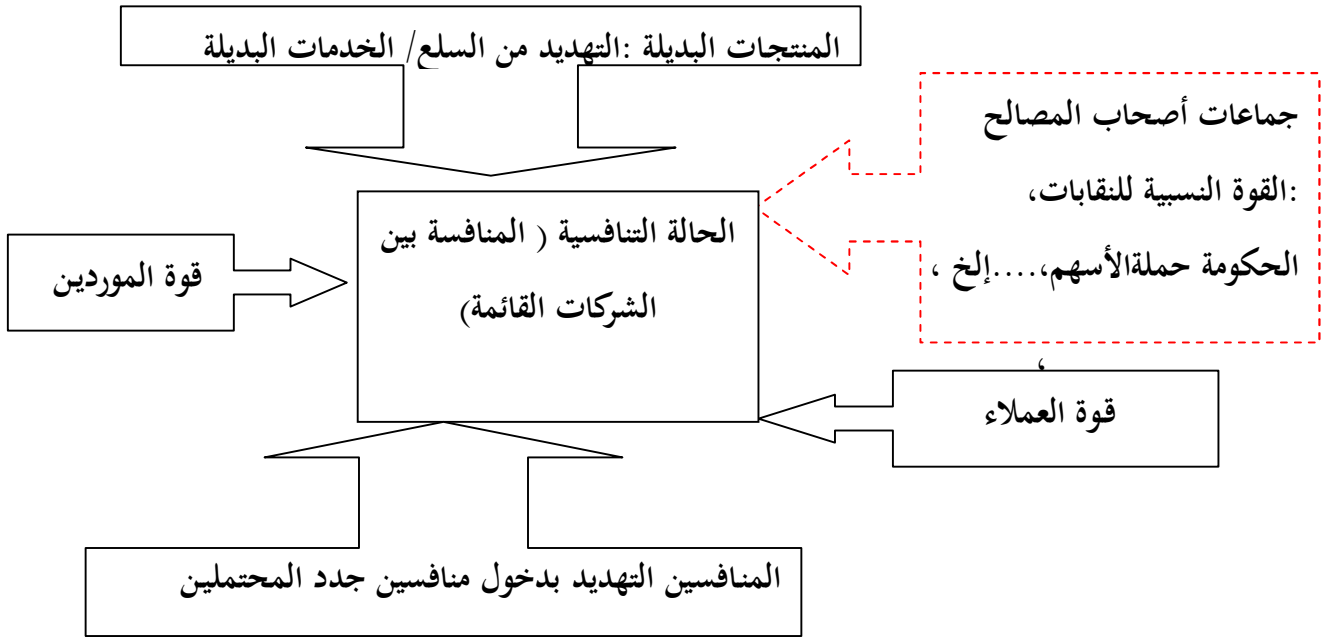 المنتجات البديلة :التهديد من السلع/ الخدمات البديلة
جماعات أصحاب المصالح
:القوة النسبية للنقابات،
الحكومة حملةالأسهم،....إلخ ،
،
الحالة التنافسية ( المنافسة بين
الشركات القائمة)
قوة الموردين
قوة العملاء
المنافسين التهديد بدخول منافسين جدد المحتملين